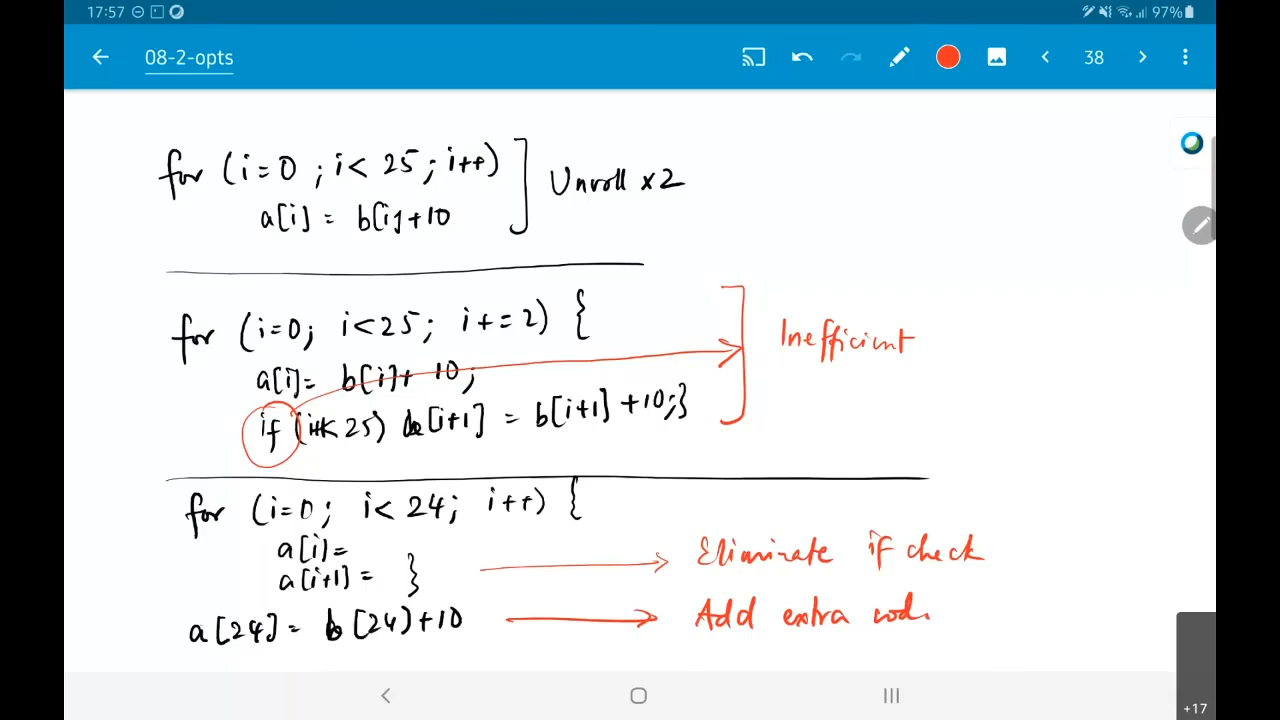 17:57 97%
08-2-opts 38
for (i=0 ; i< 25 ; i++)
a[i] = b[i]+10
Unroll x2
for (i=0; i<25; i+=2) {
a[i]= b[i]+ 10;
if (i+1<25) a[i+1] = b[i+1] +10;}
Inefficient
for (i=0; i< 24; i++) {
a[i]=
a[i+1] = }
Eliminate if check
a[24]= b[24]+10
Add extra code
+17